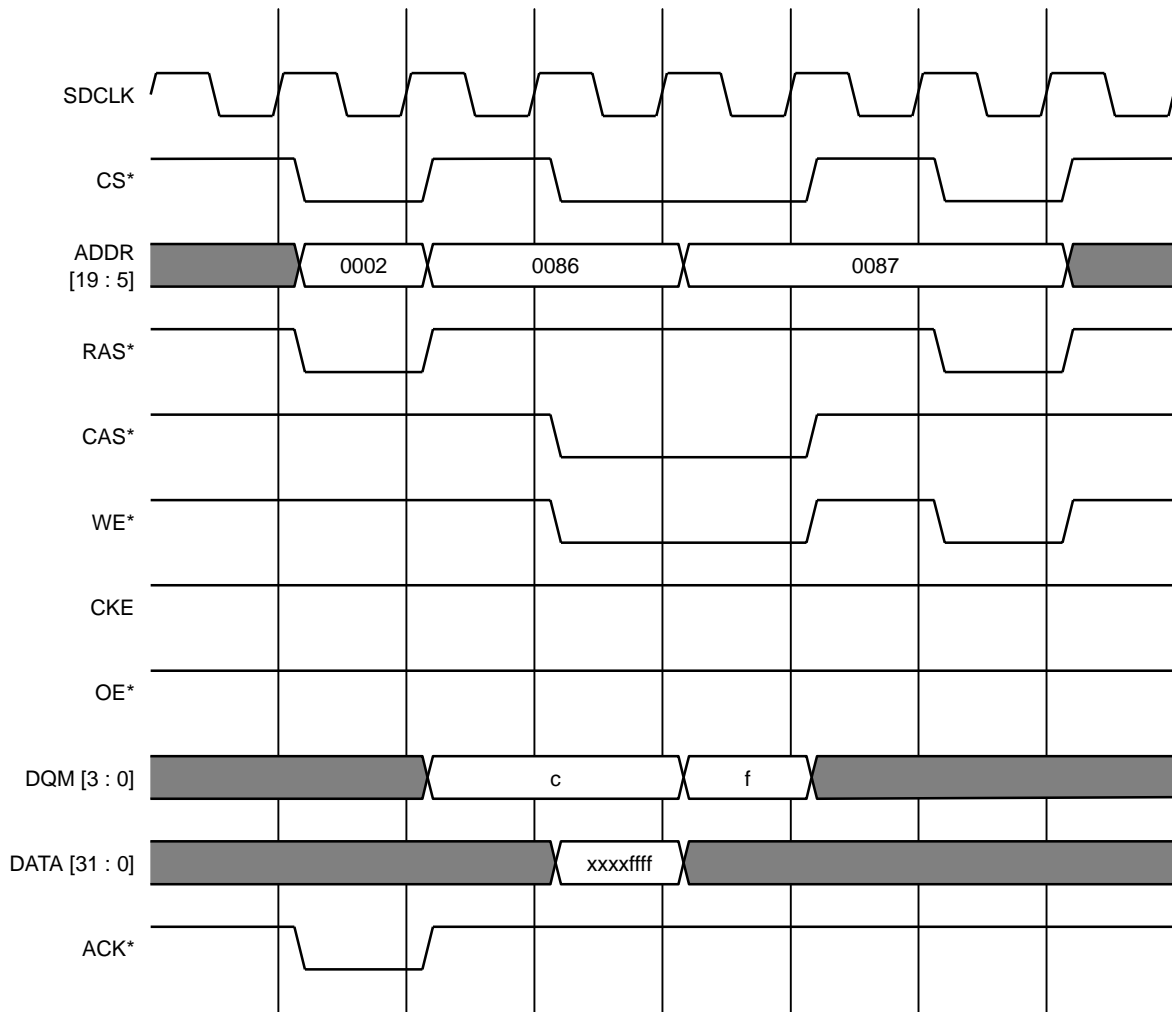 SDCLK
CS*
ADDR
[19 : 5]
0002
0086
0087
RAS*
CAS*
WE*
CKE
OE*
DQM [3 : 0]
c
f
DATA [31 : 0]
xxxxffff
ACK*